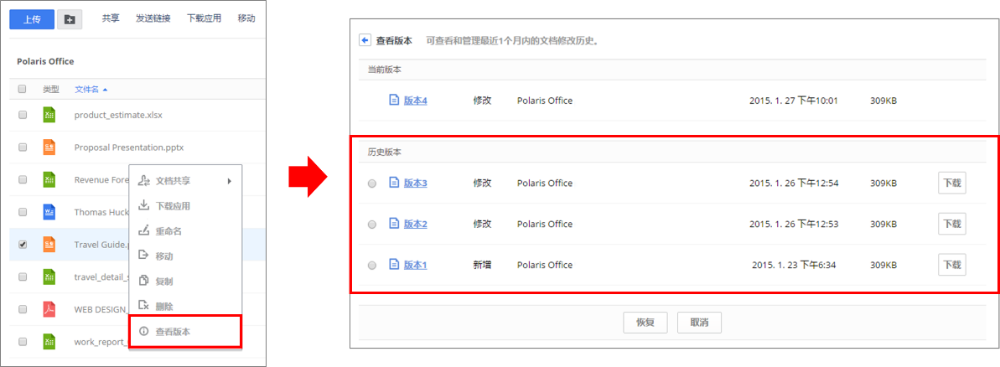 上传 共享 发送链接 下载应用 移动
Polaris Office
类型 文件名
product_estimate.xlsx
Proposal Presentation.pptx
Revenue Fore
Thomas Huck
Travel Guide.
travel_detail_
WEB DESIGN_
work_report_
文档共享
下载应用
重命名
移动
复制
删除
查看版本
查看版本 可查看和管理最近1个月内的文档修改历史。
当前版本
版本4 修改 Polaris Office 2015. 1. 27 下午10:01 309KB
历史版本
版本3 修改 Polaris Office 2015. 1. 26 下午12:54 309KB 下载
版本2 修改 Polaris Office 2015. 1. 26 下午12:53 309KB 下载
版本1 新增 Polaris Office 2015. 1. 23 下午6:34 309KB 下载
恢复 取消